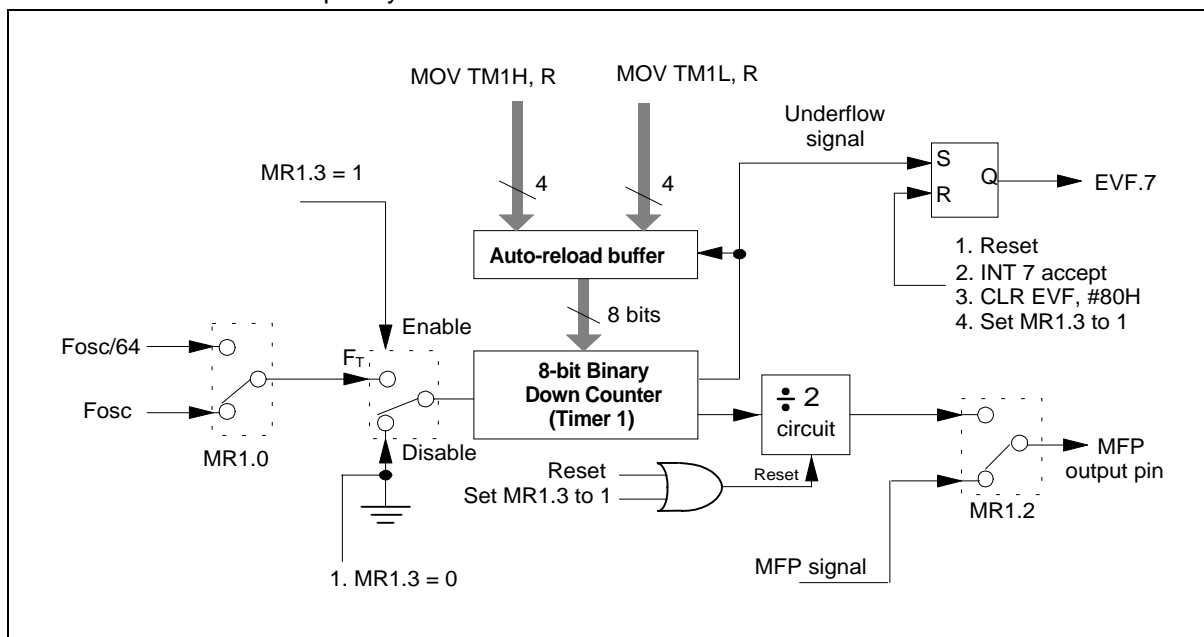 MOV TM1H, R
MOV TM1L, R
Underflow
signal
MR1.3 = 1
4
4
S
Q
R
EVF.7
Auto-reload buffer
1. Reset
2. INT 7 accept
3. CLR EVF, #80H
4. Set MR1.3 to 1
8 bits
Enable
Fosc/64
FT
8-bit Binary
Down Counter
(Timer 1)
÷ 2
circuit
Fosc
Disable
MR1.0
Reset
Set MR1.3 to 1
Reset
MFP
output pin
MR1.2
MFP signal
1. MR1.3 = 0